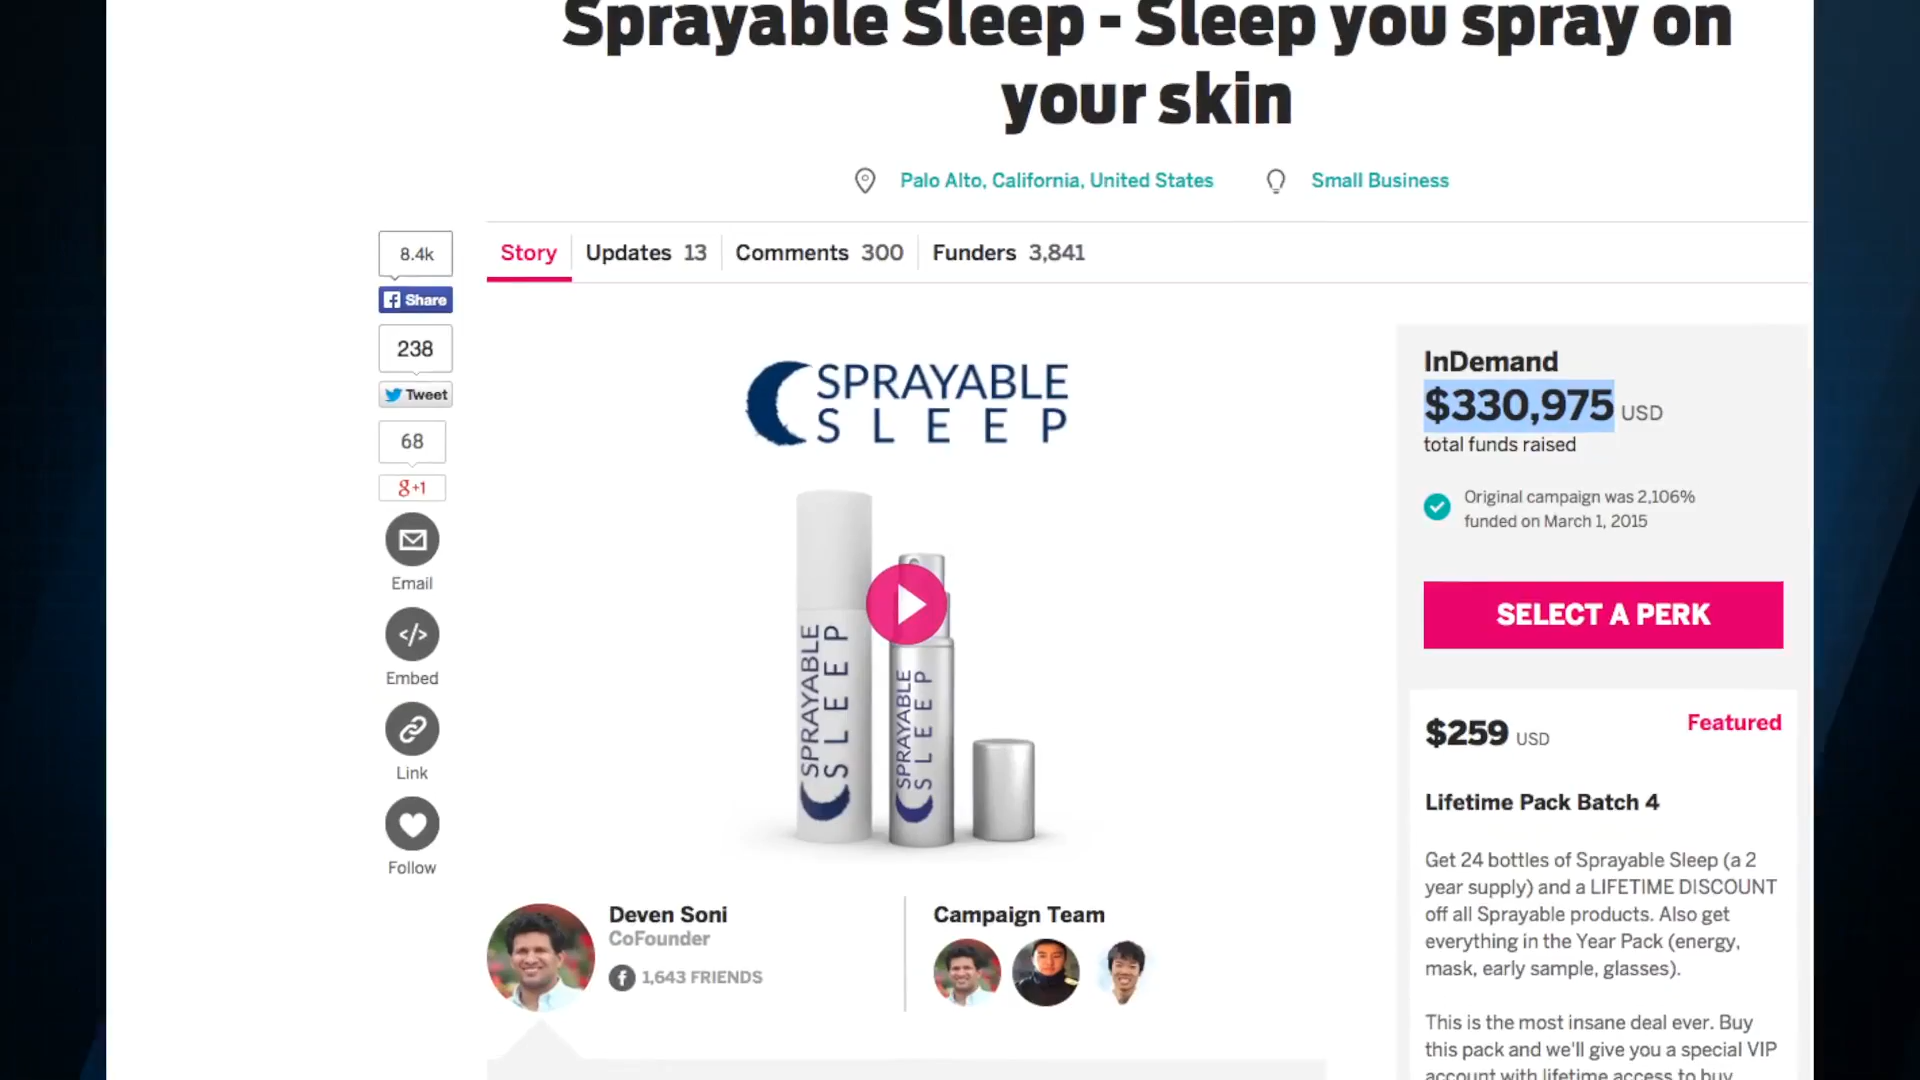 Sprayable Sleep - Sleep you spray on
your skin
Palo Alto, California, United States
Small Business
8.4k
Share
238
Tweet
68
g+1
Email
Embed
Link
Follow
Story
Updates 13
Comments 300
Funders 3,841
SPRAYABLE
SLEEP
SPRAYABLE
SLEEP
SPRAYABLE
SLEEP
Deven Soni
CoFounder
1,643 FRIENDS
Campaign Team
InDemand
$330,975 USD
total funds raised
Original campaign was 2,106%
funded on March 1, 2015
SELECT A PERK
$259 USD
Featured
Lifetime Pack Batch 4
Get 24 bottles of Sprayable Sleep (a 2
year supply) and a LIFETIME DISCOUNT
off all Sprayable products. Also get
everything in the Year Pack (energy,
mask, early sample, glasses).
This is the most insane deal ever. Buy
this pack and we'll give you a special VIP
account with lifetime access to buy